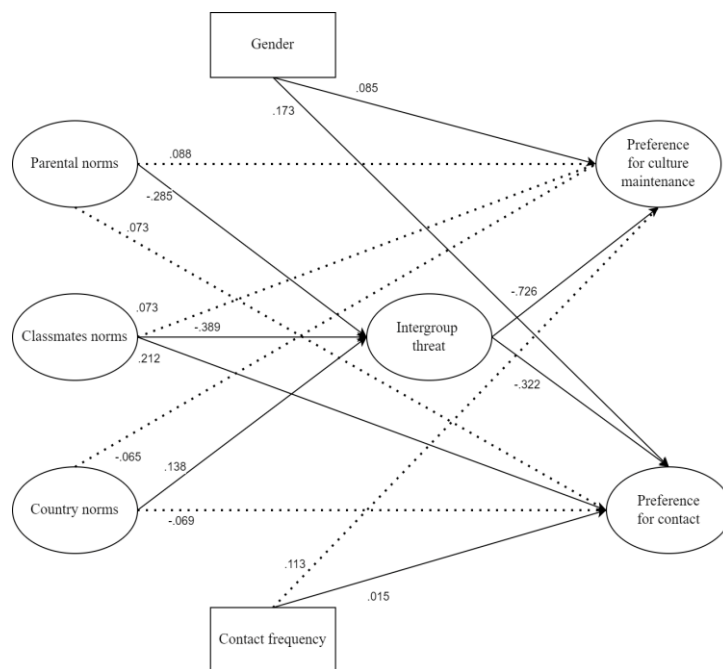 Gender
.085
.173
Parental norms
.088
-.285
.073
Preference
for culture
maintenance
Classmates norms
.073
-.389
.212
Intergroup
threat
-.726
-.322
Country norms
-.065
.138
-.069
Preference
for contact
.113
.015
Contact frequency